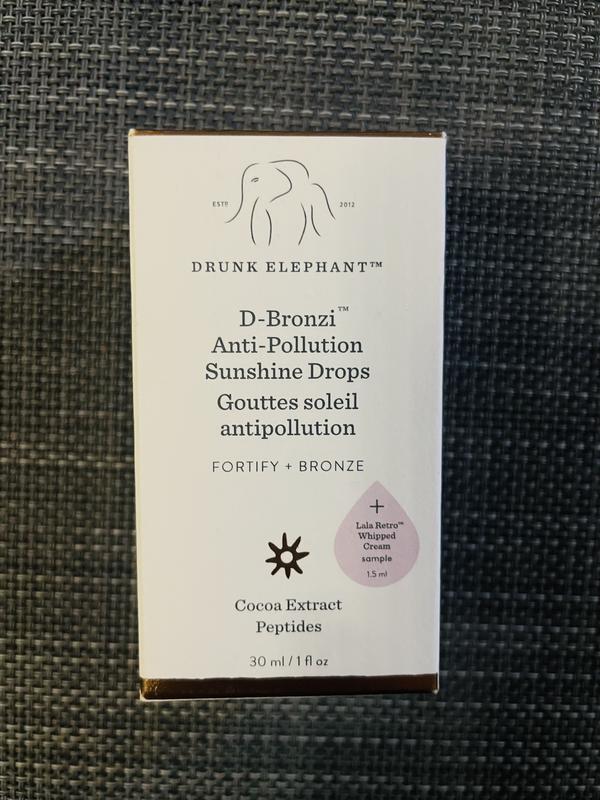 ESTD 2012
DRUNK ELEPHANT™
D-Bronzi™
Anti-Pollution
Sunshine Drops
Gouttes soleil
antipollution
FORTIFY + BRONZE
+
Lala Retro™
Whipped
Cream
sample
1.5 ml
Cocoa Extract
Peptides
30 ml / 1 fl oz